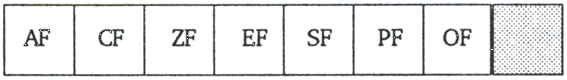 AF CF ZF EF SF PF OF